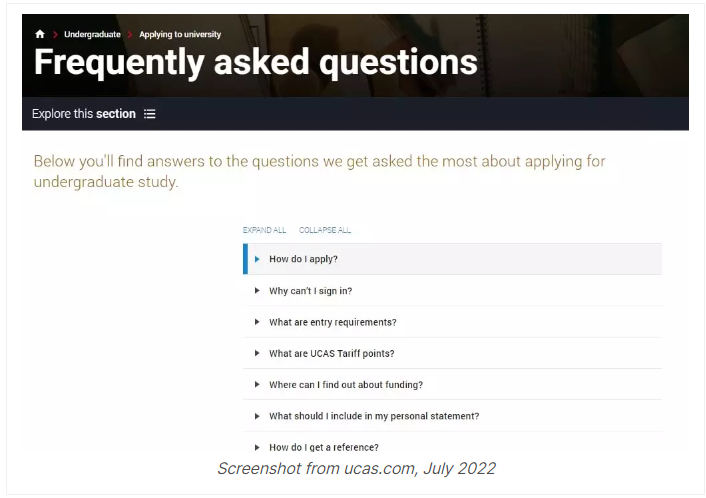 Undergraduate Applying to university
Frequently asked questions
Explore this section
Below you'll find answers to the questions we get asked the most about applying for
undergraduate study.
EXPAND ALL COLLAPSE ALL
How do I apply?
Why can't I sign in?
What are entry requirements?
What are UCAS Tariff points?
Where can I find out about funding?
What should I include in my personal statement?
How do I get a reference?
Screenshot from ucas.com, July 2022